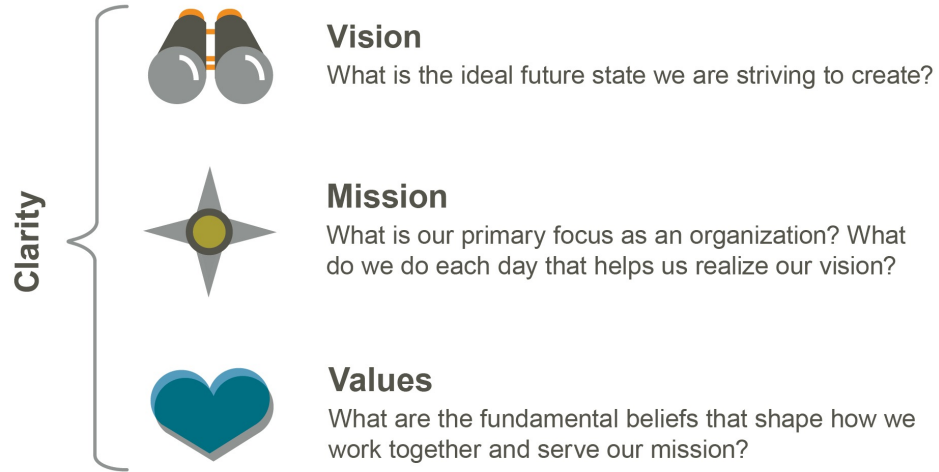 Clarity
Vision
What is the ideal future state we are striving to create?
Mission
What is our primary focus as an organization? What
do we do each day that helps us realize our vision?
Values
What are the fundamental beliefs that shape how we
work together and serve our mission?